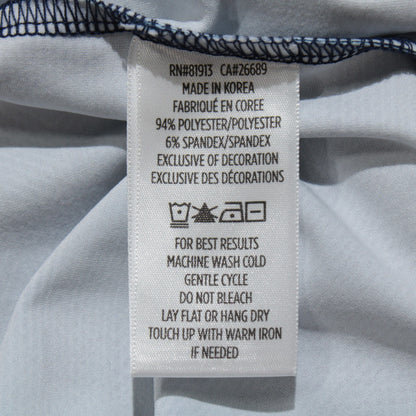 RN#81913 CA#26689
MADE IN KOREA
FABRIQUÉ EN COREE
94% POLYESTER/POLYESTER
6% SPANDEX/SPANDEX
EXCLUSIVE OF DECORATION
EXCLUSIVE DES DÉCORATIONS
FOR BEST RESULTS
MACHINE WASH COLD
GENTLE CYCLE
DO NOT BLEACH
LAY FLAT OR HANG DRY
TOUCH UP WITH WARM IRON
IF NEEDED